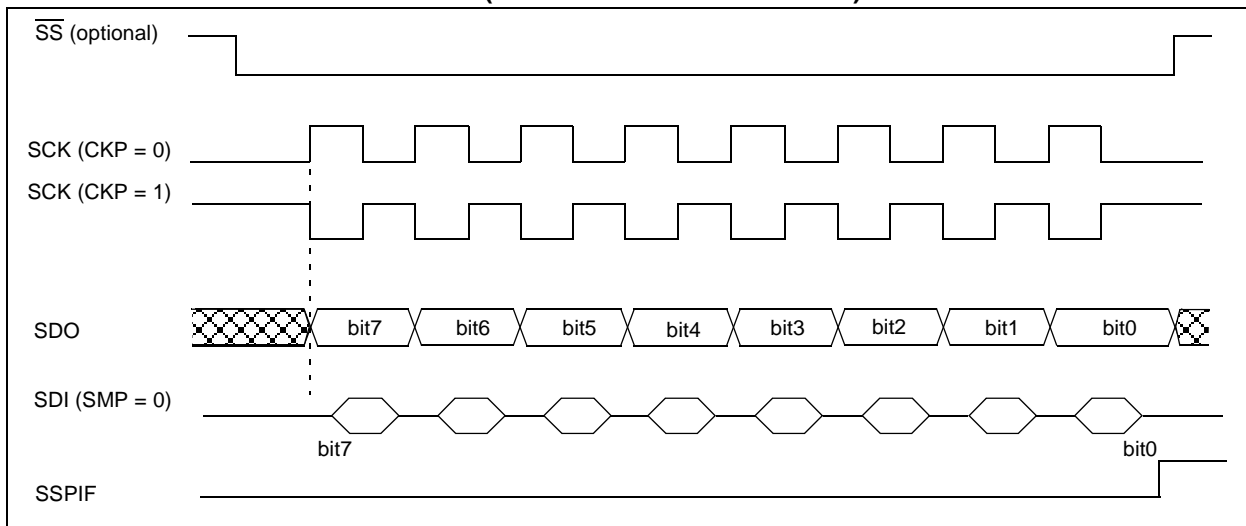 SS (optional)
SCK (CKP = 0)
SCK (CKP = 1)
SDO
bit7 bit6 bit5 bit4 bit3 bit2 bit1 bit0
SDI (SMP = 0)
bit7 bit0
SSPIF